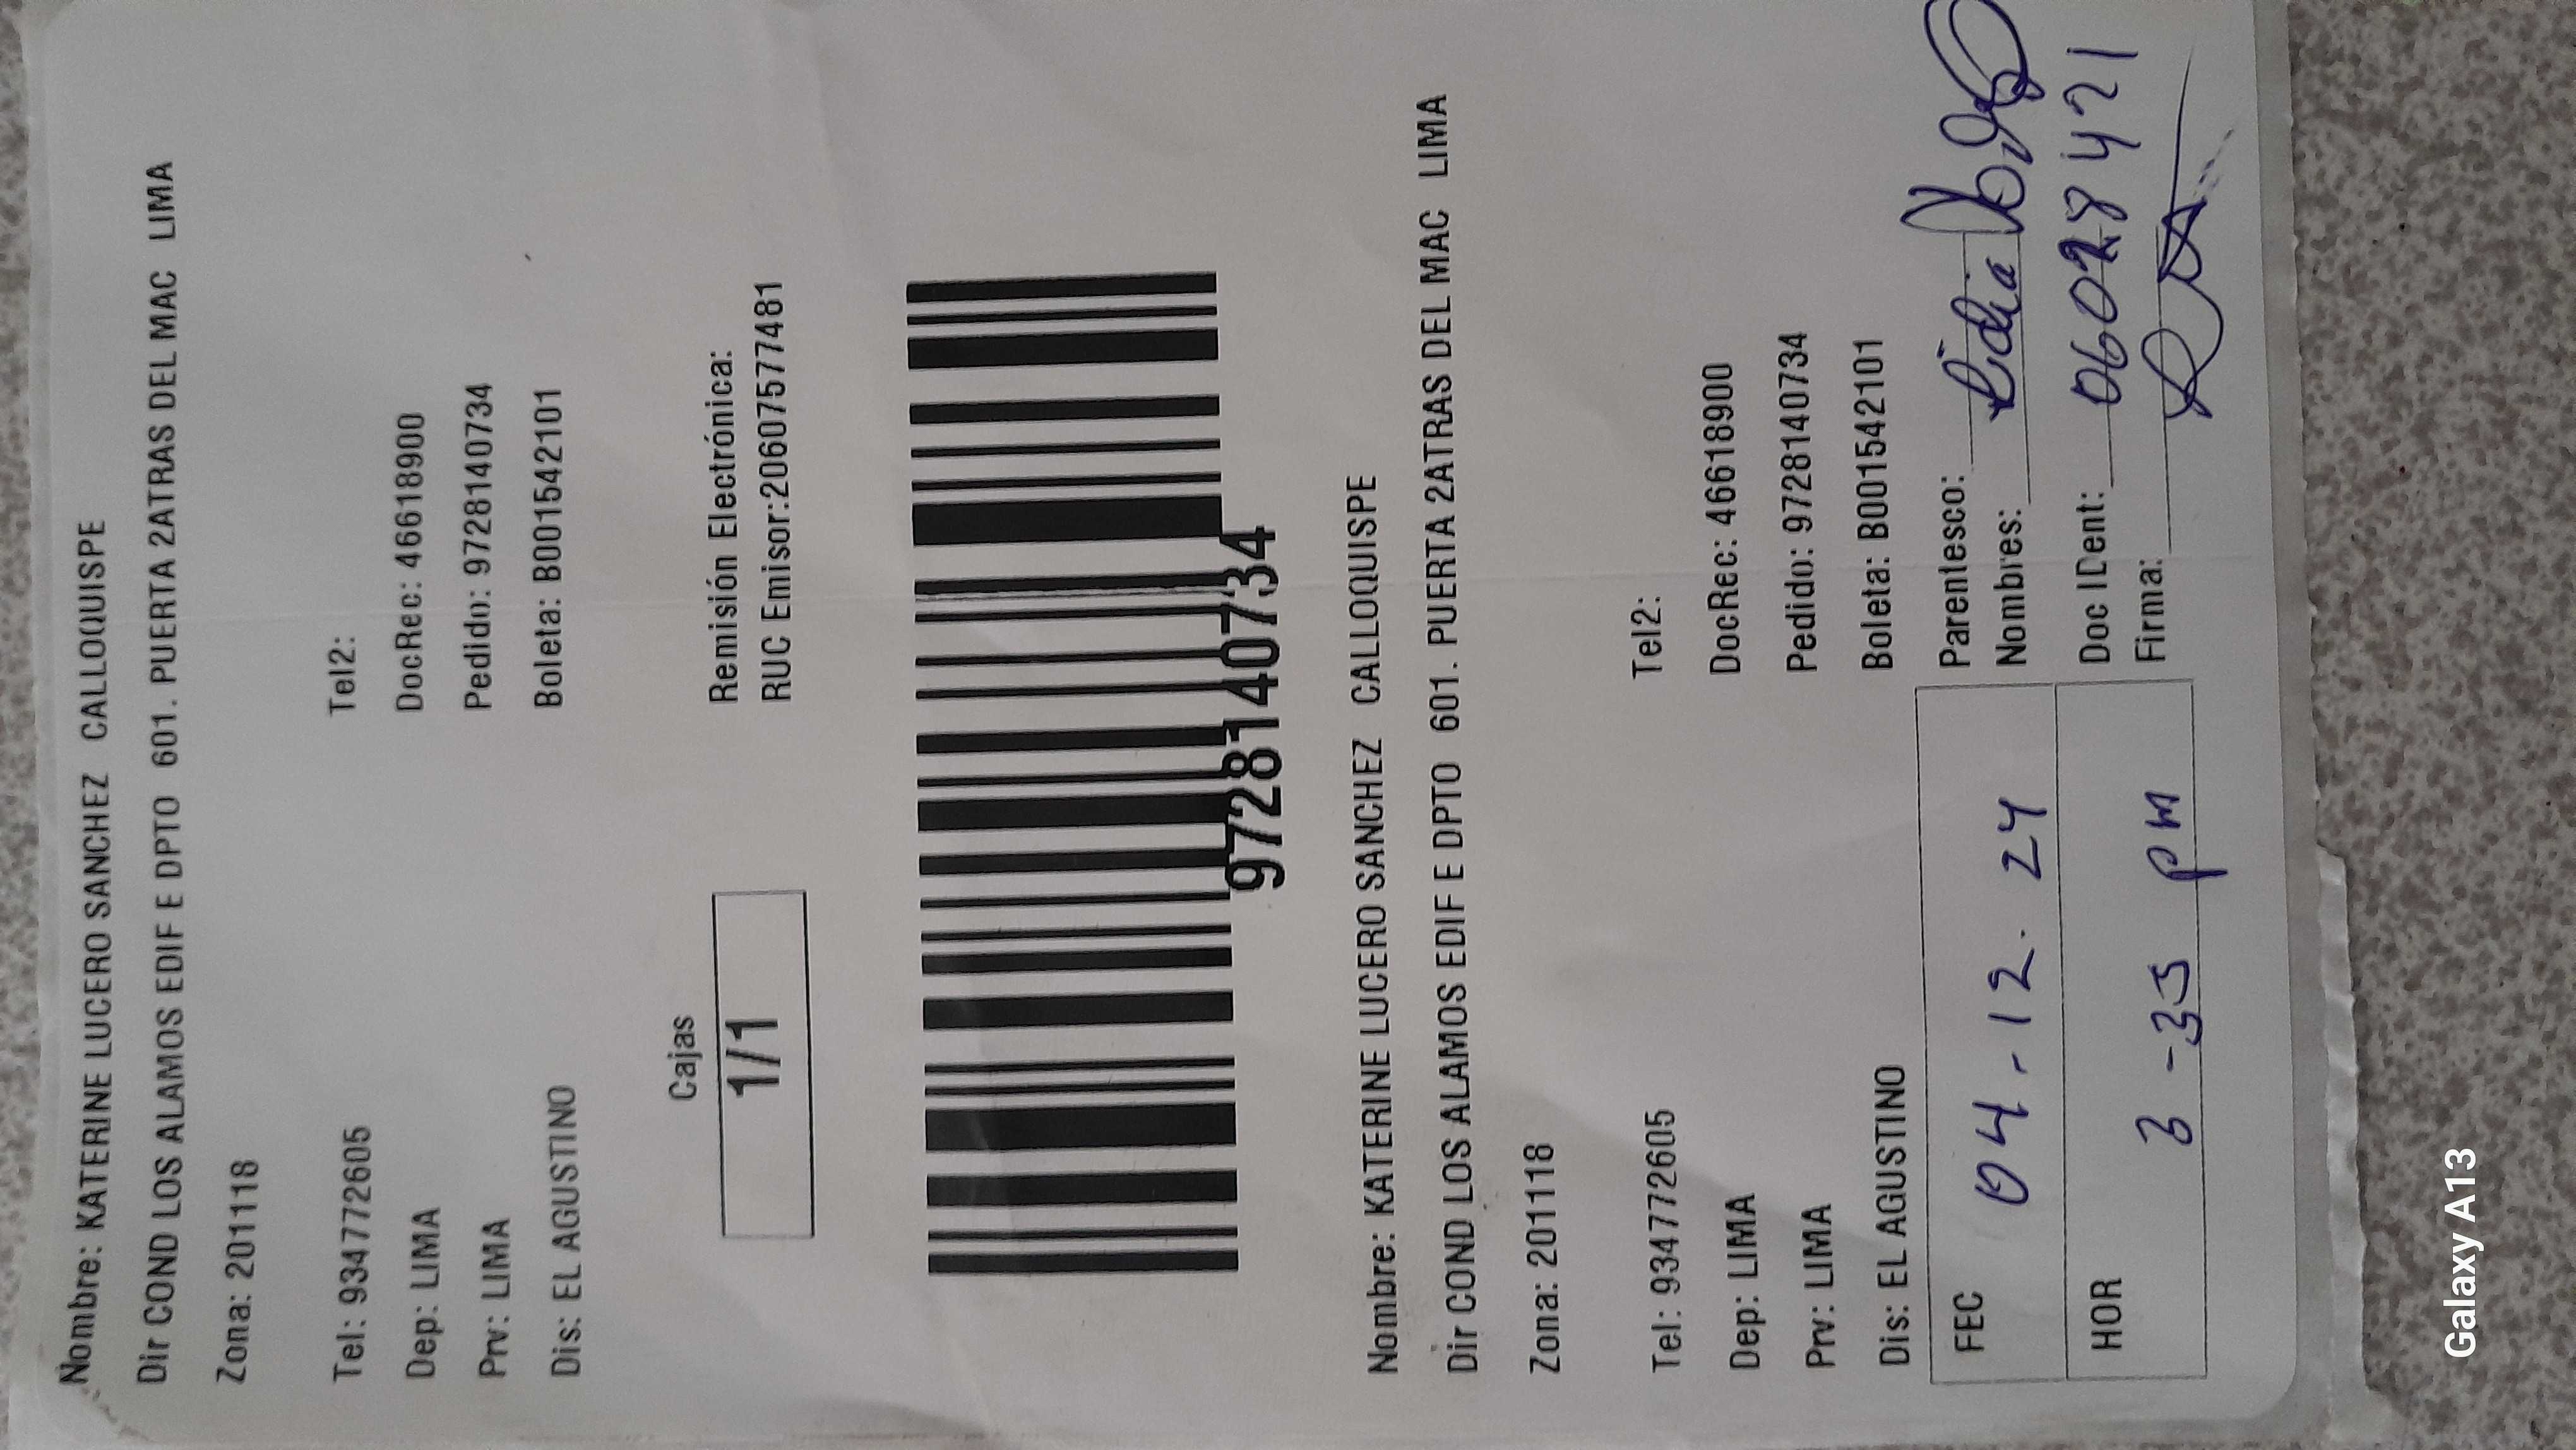 Nombre: KATERINE LUCERO SANCHEZ CALLOQUISPE
Dir COND LOS ALAMOS EDIF E DPTO 601. PUERTA 2ATRAS DEL MAC LIMA
Zona: 201118
Tel: 934772605 Tel2:
Dep: LIMA DocRec: 46618900
Prv: LIMA Pedido: 97281407​34
Dis: EL AGUSTINO Boleta: B001542101
Cajas
1/1
Remisión Electrónica:
RUC Emisor:20607577481
9728140734
Nombre: KATERINE LUCERO SANCHEZ CALLOQUISPE
Dir COND LOS ALAMOS EDIF E DPTO 601. PUERTA 2ATRAS DEL MAC LIMA
Zona: 201118
Tel: 934772605 Tel2:
Dep: LIMA DocRec: 46618900
Prv: LIMA Pedido: 9728140734
Dis: EL AGUSTINO Boleta: B001542101
FEC 04-12.24
HOR 3-35 pm
Parentesco:
Nombres: Lidia
Doc IDent: 06028421
Firma:
Galaxy A13